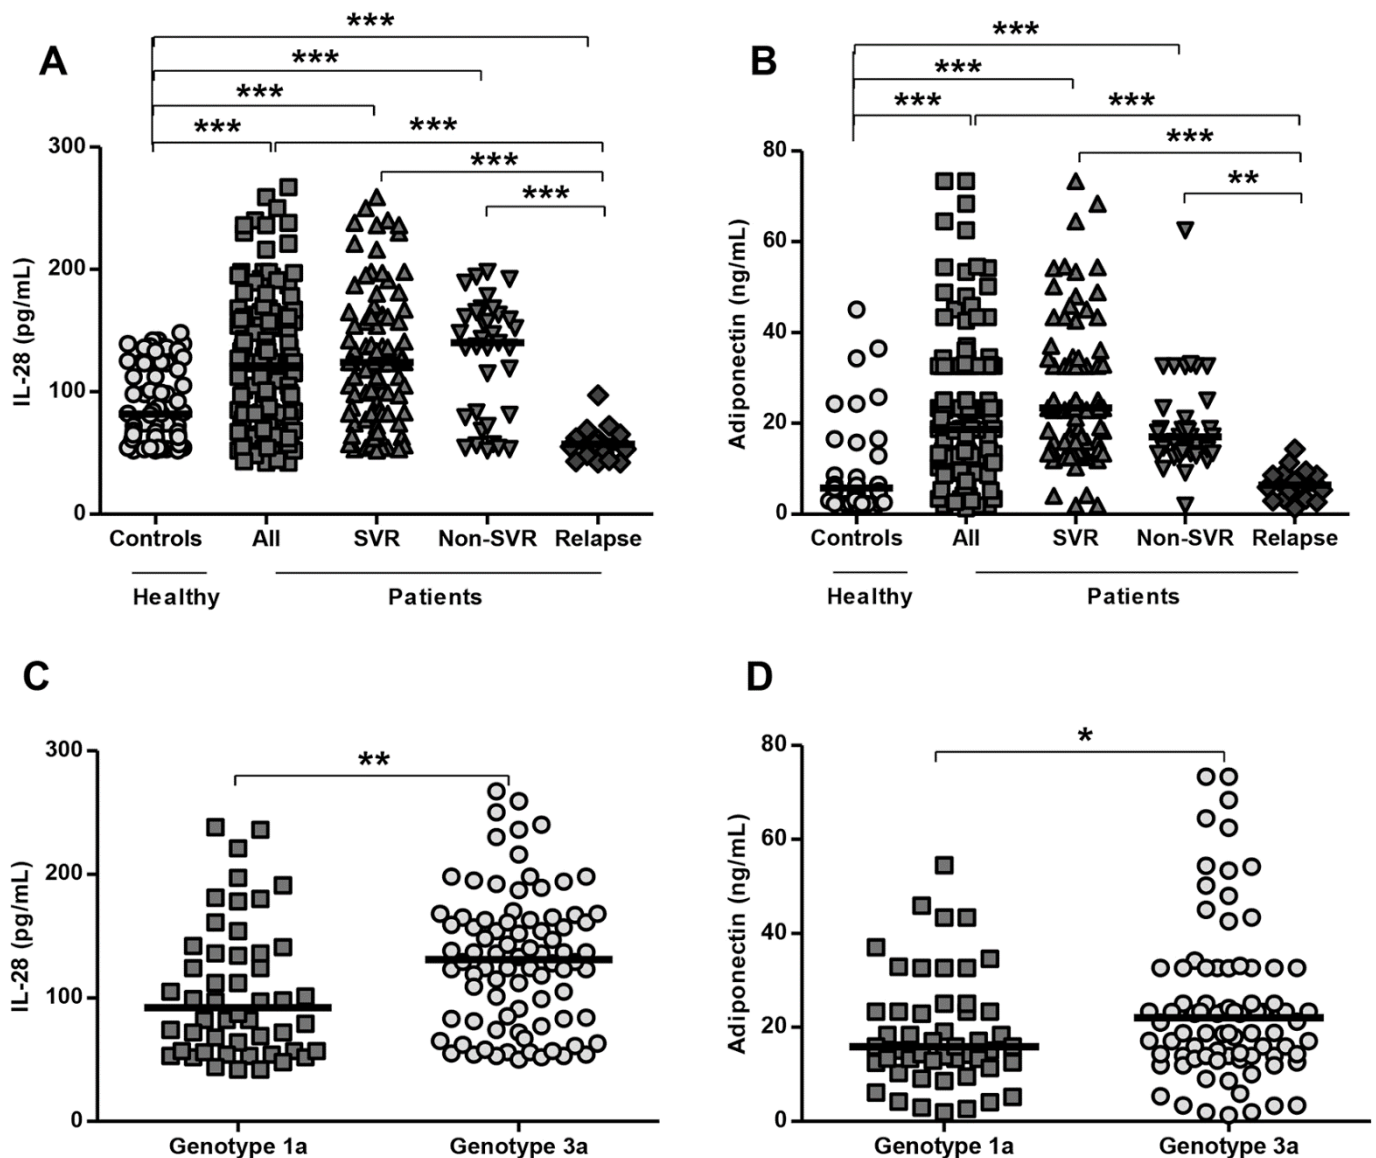 A
***
***
***
***
***
***
***
IL-28 (pg/mL)
300
200
100
0
Controls
All
SVR
Non-SVR
Relapse
Healthy
Patients
B
***
***
***
***
***
**
Adiponectin (ng/mL)
80
60
40
20
0
Controls
All
SVR
Non-SVR
Relapse
Healthy
Patients
C
**
IL-28 (pg/mL)
300
200
100
0
Genotype 1a
Genotype 3a
D
*
Adiponectin (ng/mL)
80
60
40
20
0
Genotype 1a
Genotype 3a